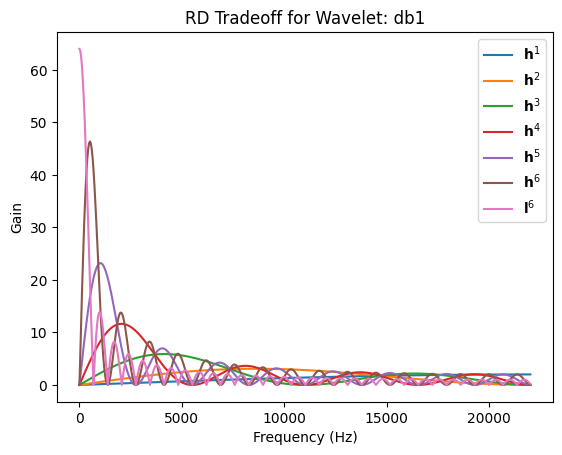 RD Tradeoff for Wavelet: db1
Gain
60
50
40
30
20
10
0
h¹
h²
h³
h⁴
h⁵
h⁶
l⁶
0 5000 10000 15000 20000
Frequency (Hz)